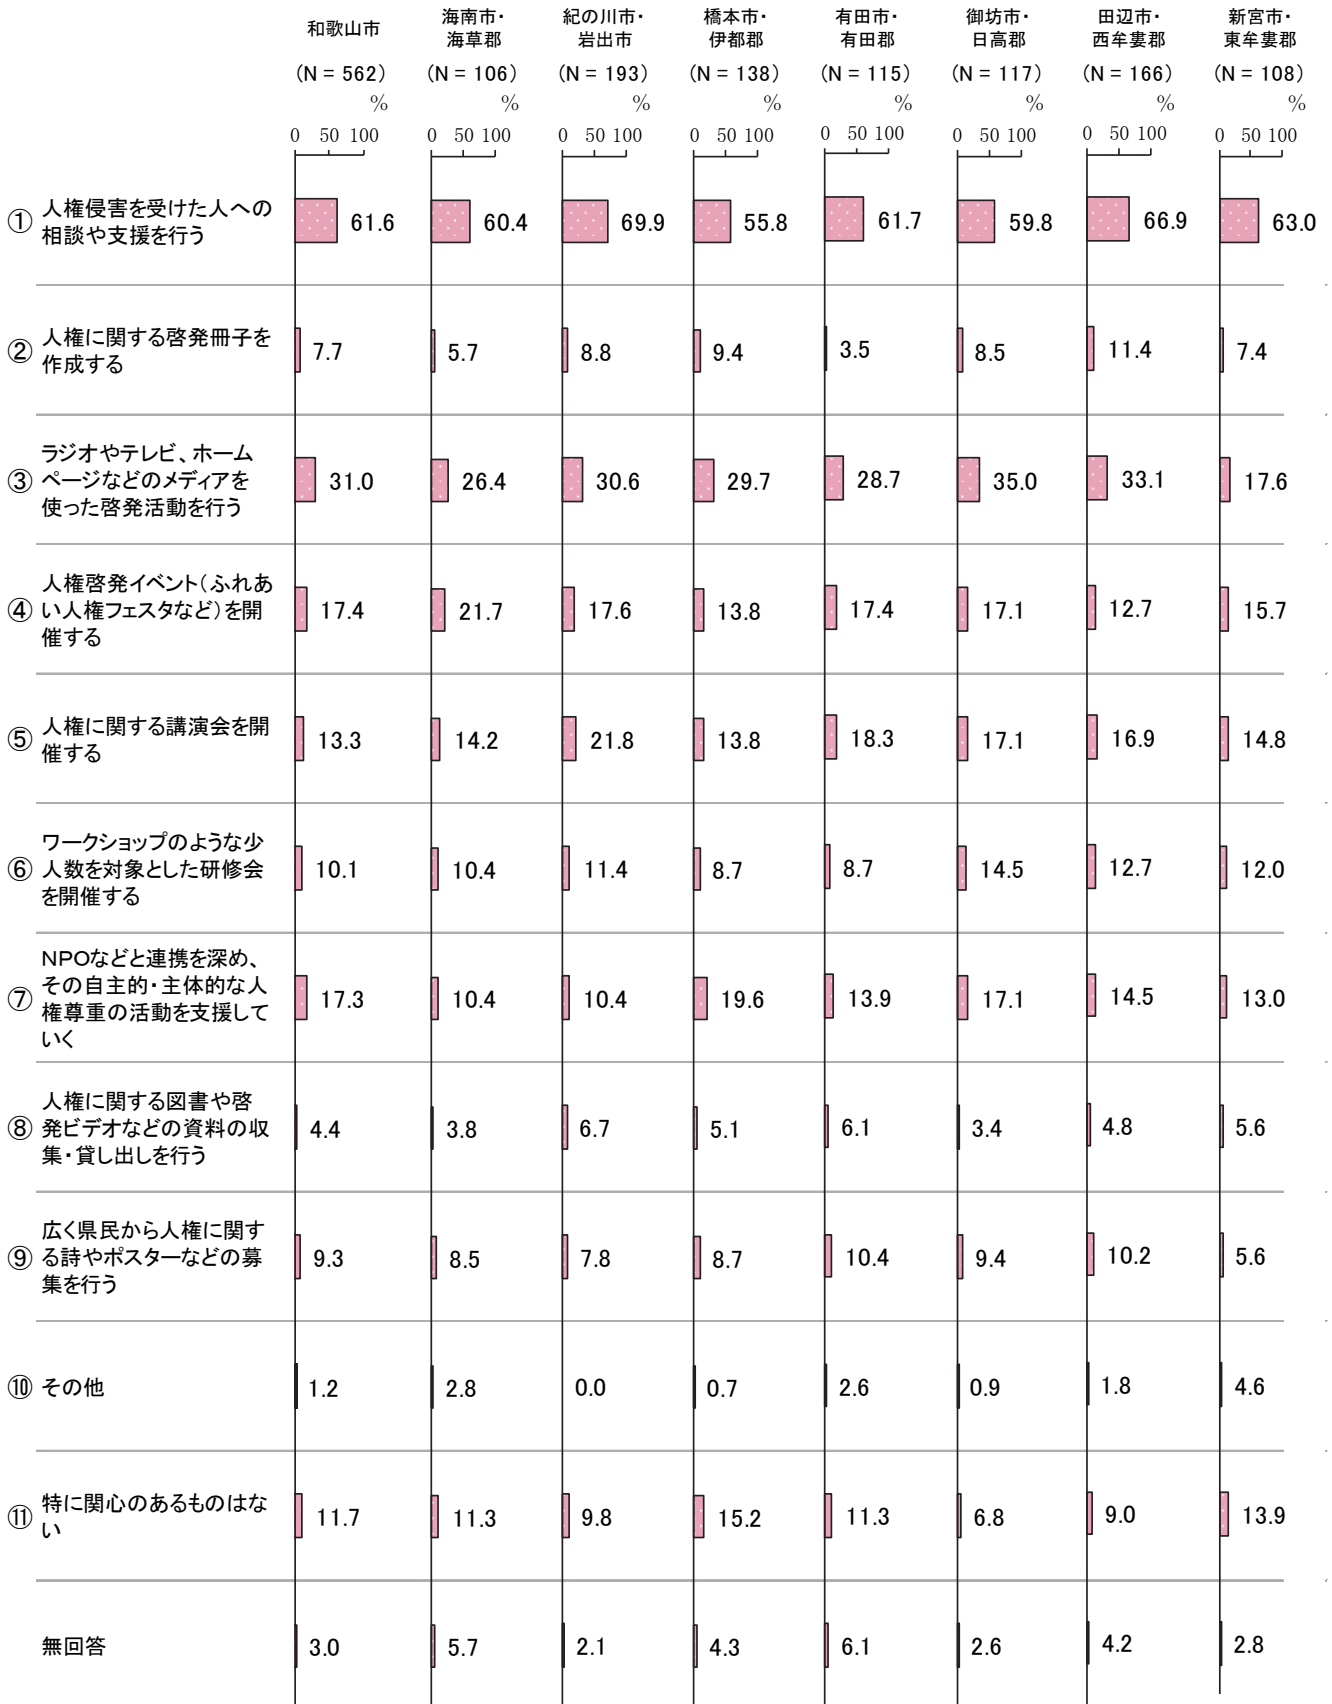 和歌山市 海南市・ 紀の川市・ 橋本市・ 有田市・ 御坊市・ 田辺市・ 新宮市・
海草郡 岩出市 伊都郡 有田郡 日高郡 西牟婁郡 東牟婁郡
(N = 562) (N = 106) (N = 193) (N = 138) (N = 115) (N = 117) (N = 166) (N = 108)
% % % % % % % %
0 50 100 0 50 100 0 50 100 0 50 100 0 50 100 0 50 100 0 50 100 0 50 100
① 人権侵害を受けた人への
相談や支援を行う
61.6 60.4 69.9 55.8 61.7 59.8 66.9 63.0
② 人権に関する啓発冊子を
作成する
7.7 5.7 8.8 9.4 3.5 8.5 11.4 7.4
③ ラジオやテレビ、ホーム
ページなどのメディアを
使った啓発活動を行う
31.0 26.4 30.6 29.7 28.7 35.0 33.1 17.6
④ 人権啓発イベント(ふれあ
い人権フェスタなど)を開
催する
17.4 21.7 17.6 13.8 17.4 17.1 12.7 15.7
⑤ 人権に関する講演会を開
催する
13.3 14.2 21.8 13.8 18.3 17.1 16.9 14.8
⑥ ワークショップのような少
人数を対象とした研修会
を開催する
10.1 10.4 11.4 8.7 8.7 14.5 12.7 12.0
⑦ NPOなどと連携を深め、
その自主的・主体的な人
権尊重の活動を支援して
いく
17.3 10.4 10.4 19.6 13.9 17.1 14.5 13.0
⑧ 人権に関する図書や啓
発ビデオなどの資料の収
集・貸し出しを行う
4.4 3.8 6.7 5.1 6.1 3.4 4.8 5.6
⑨ 広く県民から人権に関す
る詩やポスターなどの募
集を行う
9.3 8.5 7.8 8.7 10.4 9.4 10.2 5.6
⑩ その他
1.2 2.8 0.0 0.7 2.6 0.9 1.8 4.6
⑪ 特に関心のあるものはな
い
11.7 11.3 9.8 15.2 11.3 6.8 9.0 13.9
無回答
3.0 5.7 2.1 4.3 6.1 2.6 4.2 2.8